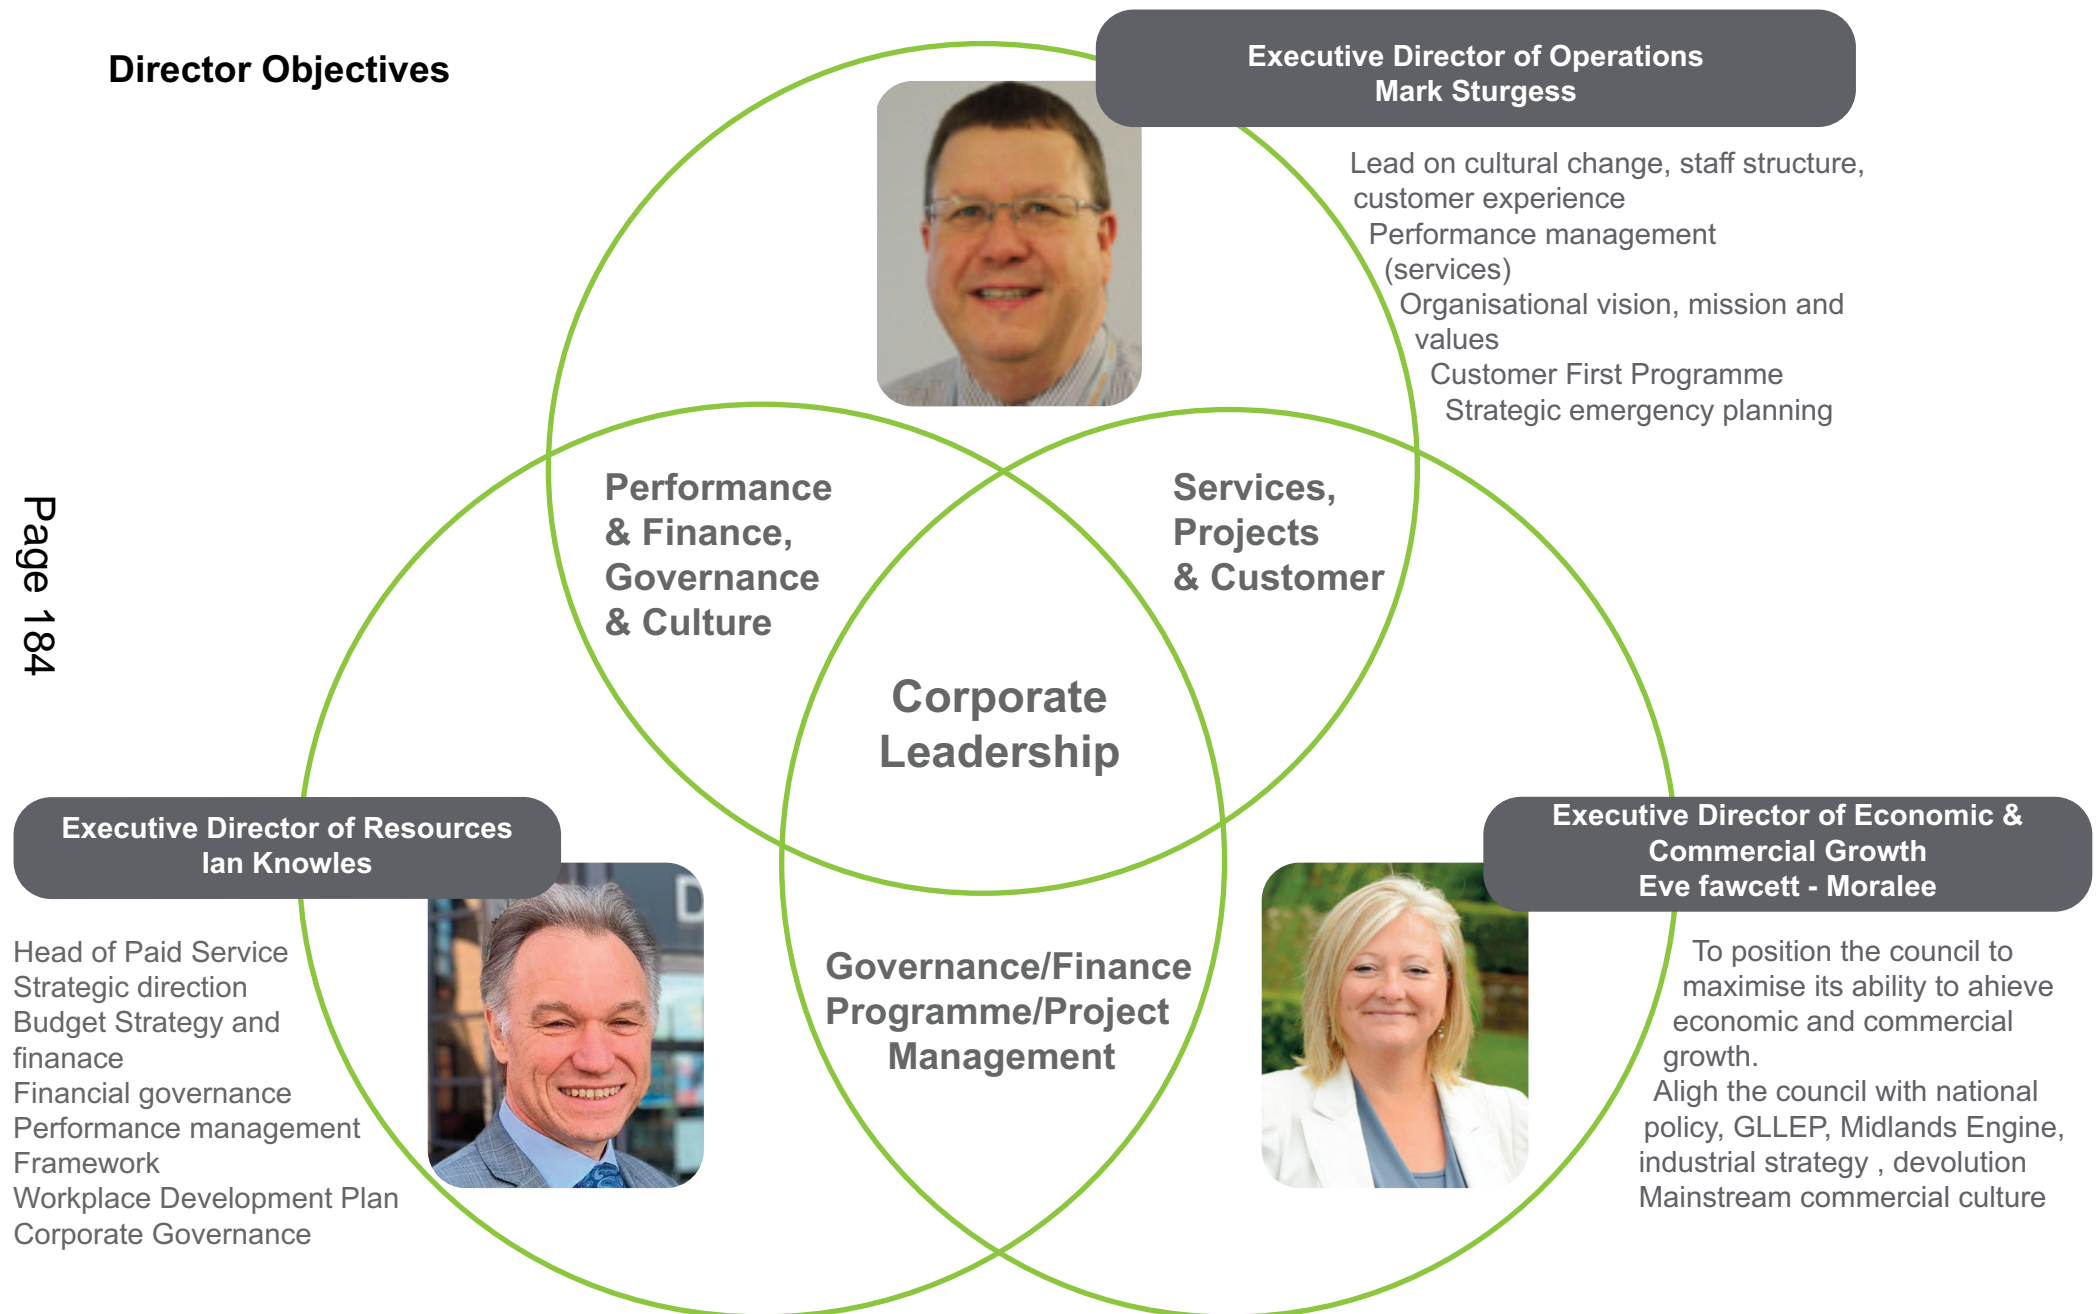 Director Objectives
Executive Director of Operations
Mark Sturgess
Lead on cultural change, staff structure,
customer experience
Performance management
(services)
Organisational vision, mission and
values
Customer First Programme
Strategic emergency planning
Performance
& Finance,
Governance
& Culture
Services,
Projects
& Customer
Corporate
Leadership
Page 184
Executive Director of Resources
Ian Knowles
Head of Paid Service
Strategic direction
Budget Strategy and
finanace
Financial governance
Performance management
Framework
Workplace Development Plan
Corporate Governance
Governance/Finance
Programme/Project
Management
Executive Director of Economic &
Commercial Growth
Eve fawcett - Moralee
To position the council to
maximise its ability to ahieve
economic and commercial
growth.
Aligh the council with national
policy, GLLEP, Midlands Engine,
industrial strategy , devolution
Mainstream commercial culture
D